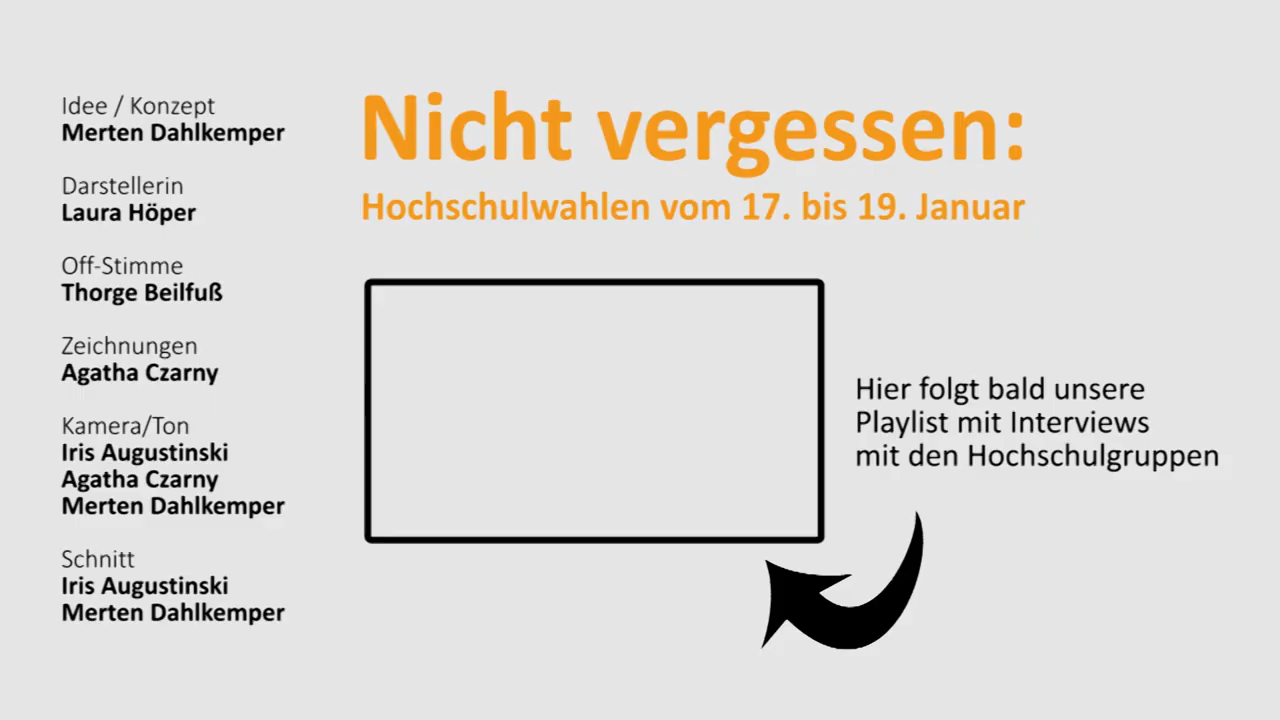 Idee / Konzept
Merten Dahlkemper
Darstellerin
Laura Höper
Off-Stimme
Thorge Beilfuß
Zeichnungen
Agatha Czarny
Kamera/Ton
Iris Augustinski
Agatha Czarny
Merten Dahlkemper
Schnitt
Iris Augustinski
Merten Dahlkemper
Nicht vergessen:
Hochschulwahlen vom 17. bis 19. Januar
Hier folgt bald unsere
Playlist mit Interviews
mit den Hochschulgruppen